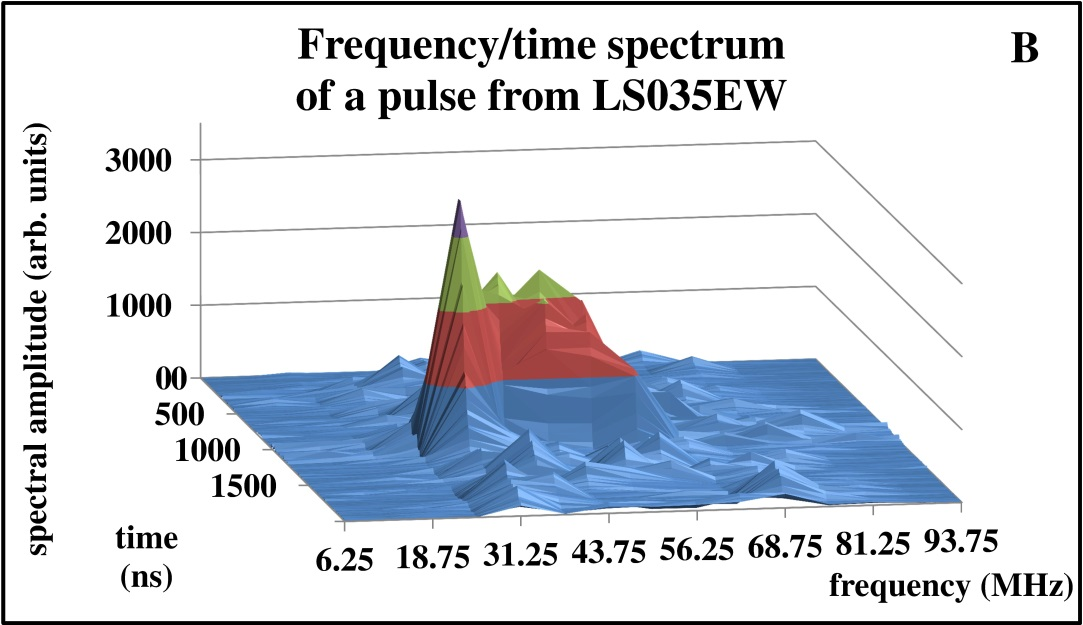 Frequency/time spectrum
of a pulse from LS035EW
B
spectral amplitude (arb. units)
3000
2000
1000
00
500
1000
1500
time
(ns)
6.25 18.75 31.25 43.75 56.25 68.75 81.25 93.75
frequency (MHz)